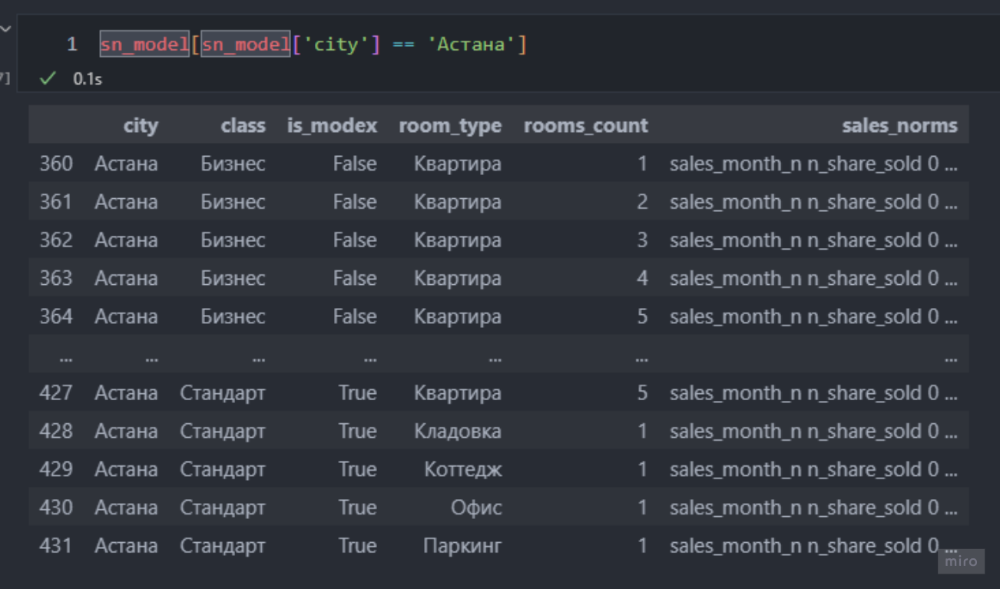 1 sn_model[sn_model['city'] == 'Астана']
7] 0.1s
city class is_modex room_type rooms_count sales_norms
360 Астана Бизнес False Квартира 1 sales_month_n n_share_sold 0 ...
361 Астана Бизнес False Квартира 2 sales_month_n n_share_sold 0 ...
362 Астана Бизнес False Квартира 3 sales_month_n n_share_sold 0 ...
363 Астана Бизнес False Квартира 4 sales_month_n n_share_sold 0 ...
364 Астана Бизнес False Квартира 5 sales_month_n n_share_sold 0 ...
... ... ... ... ... ... ...
427 Астана Стандарт True Квартира 5 sales_month_n n_share_sold 0 ...
428 Астана Стандарт True Кладовка 1 sales_month_n n_share_sold 0 ...
429 Астана Стандарт True Коттедж 1 sales_month_n n_share_sold 0 ...
430 Астана Стандарт True Офис 1 sales_month_n n_share_sold 0 ...
431 Астана Стандарт True Паркинг 1 sales_month_n n_share_sold 0 ...
miro